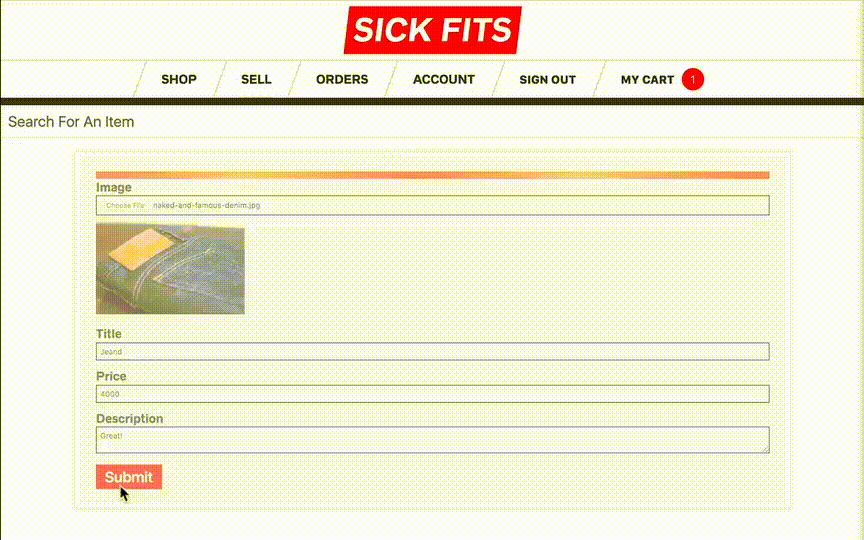 SICK FITS
SHOP SELL ORDERS ACCOUNT SIGN OUT MY CART 1
Search For An Item
Image
Choose File naked-and-famous-denim.jpg
Title
Jeand
Price
4000
Description
Great!
Submit